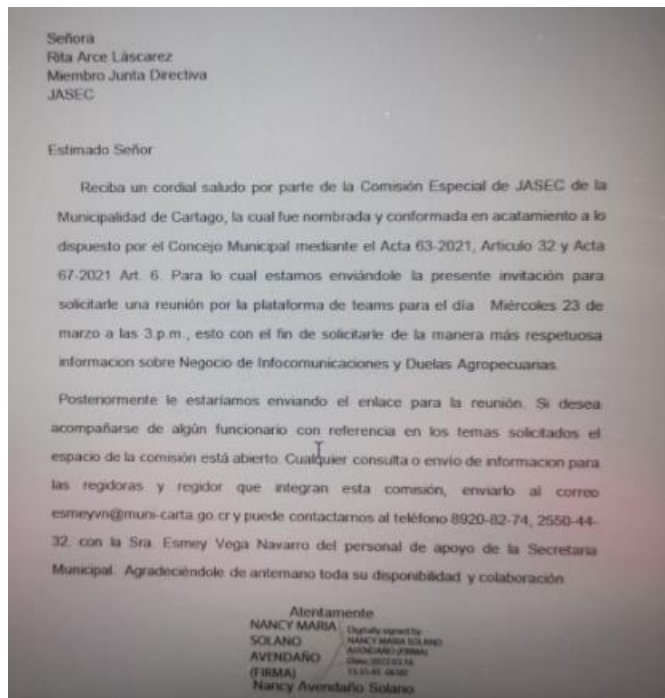 Señora
Rita Arce Láscarez
Miembro Junta Directiva
JASEC
Estimado Señor
Reciba un cordial saludo por parte de la Comisión Especial de JASEC de la
Municipalidad de Cartago, la cual fue nombrada y conformada en acatamiento a lo
dispuesto por el Concejo Municipal mediante el Acta 63-2021, Articulo 32 y Acta
67-2021 Art. 6. Para lo cual estamos enviándole la presente invitación para
solicitarle una reunión por la plataforma de teams para el día Miércoles 23 de
marzo a las 3.p.m., esto con el fin de solicitarle de la manera más respetuosa
informacion sobre Negocio de Infocomunicaciones y Duelas Agropecuarias.
Posteriormente le estaríamos enviando el enlace para la reunión. Si desea
acompañarse de algún funcionario con referencia en los temas solicitados el
espacio de la comisión está abierto. Cualquier consulta o envío de informacion para
las regidoras y regidor que integran esta comisión, enviarlo al correo
esmeyvn@muni-carta.go.cr y puede contactarnos al teléfono 8920-82-74, 2550-44-
32. con la Sra. Esmey Vega Navarro del personal de apoyo de la Secretaria
Municipal. Agradeciéndole de antemano toda su disponibilidad y colaboración
Atentamente
NANCY MARIA
SOLANO
AVENDAÑO
(FIRMA)
Digitally signed by
NANCY MARIA SOLANO
AVENDAÑO (FIRMA)
Nancy Avendaño Solano